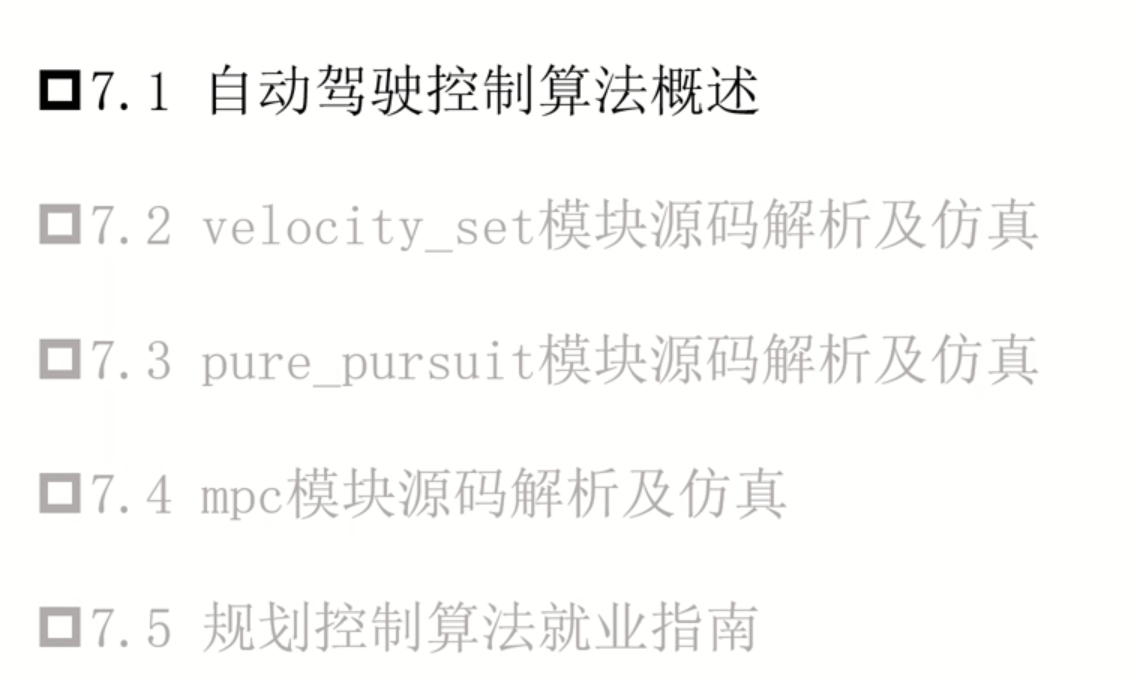 7.1 自动驾驶控制算法概述
7.2 velocity_set模块源码解析及仿真
7.3 pure_pursuit模块源码解析及仿真
7.4 mpc模块源码解析及仿真
7.5 规划控制算法就业指南